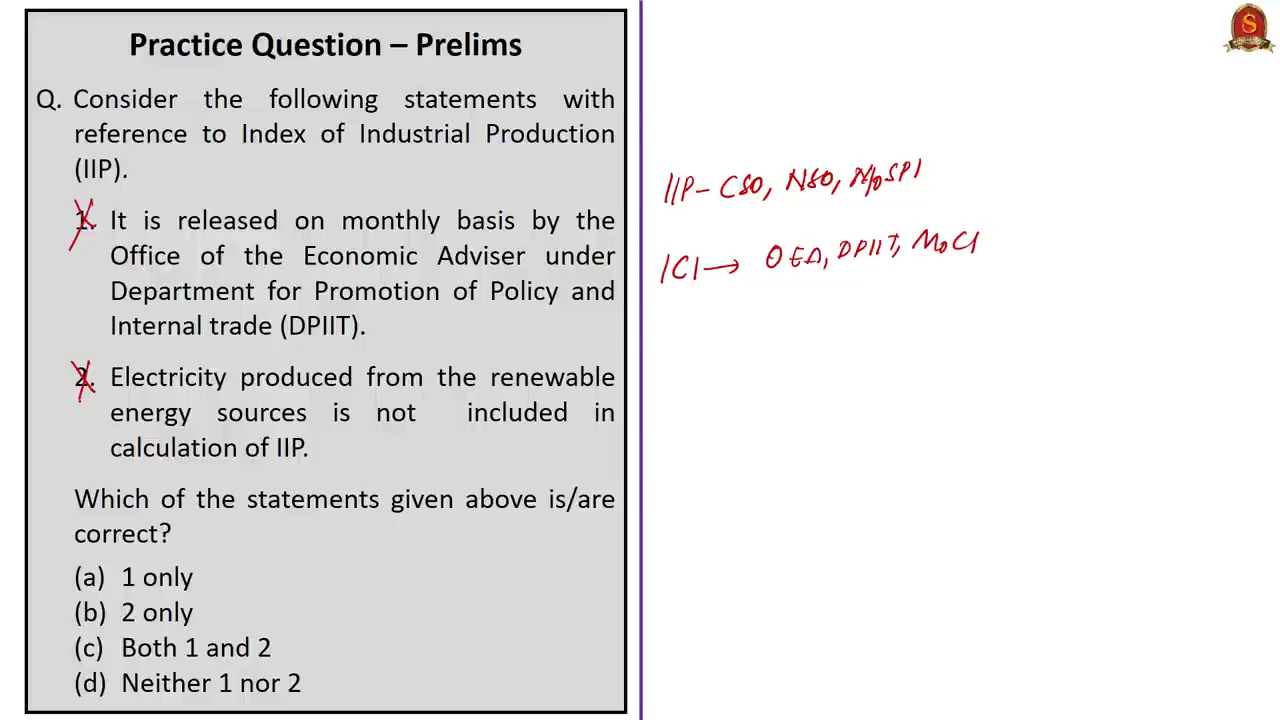 Practice Question – Prelims
Q. Consider the following statements with
reference to Index of Industrial Production
(IIP).
1. It is released on monthly basis by the
Office of the Economic Adviser under
Department for Promotion of Policy and
Internal trade (DPIIT).
2. Electricity produced from the renewable
energy sources is not included in
calculation of IIP.
Which of the statements given above is/are
correct?
(a) 1 only
(b) 2 only
(c) Both 1 and 2
(d) Neither 1 nor 2
IIP – CSO, NSO, MoSPI
ICI → OEA, DPIIT, MoCI
S